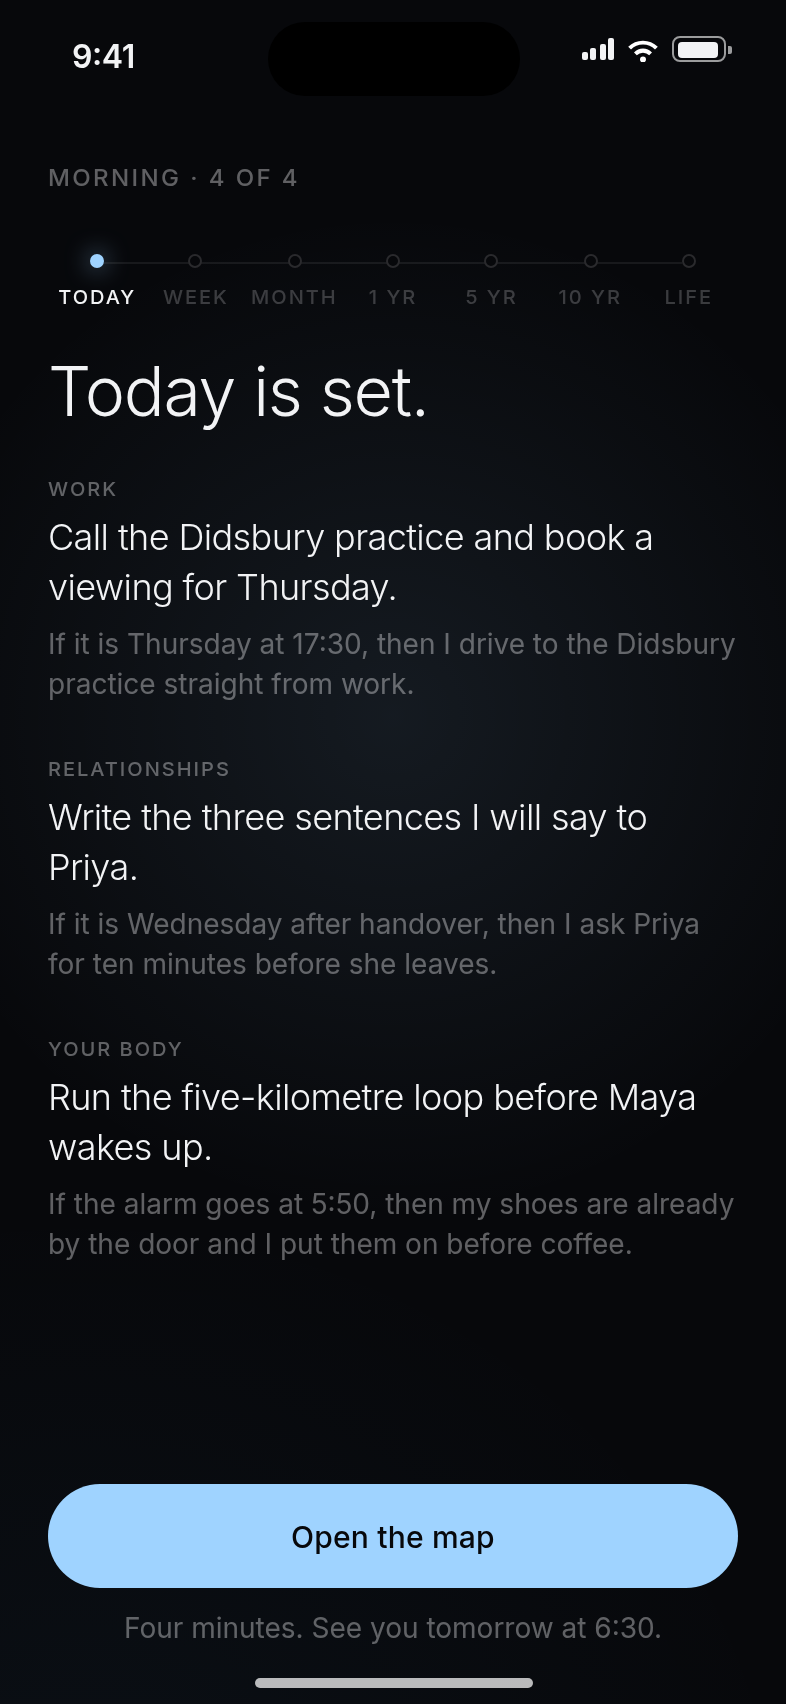 9:41
MORNING · 4 OF 4
TODAY WEEK MONTH 1 YR 5 YR 10 YR LIFE
Today is set.
WORK
Call the Didsbury practice and book a
viewing for Thursday.
If it is Thursday at 17:30, then I drive to the Didsbury
practice straight from work.
RELATIONSHIPS
Write the three sentences I will say to
Priya.
If it is Wednesday after handover, then I ask Priya
for ten minutes before she leaves.
YOUR BODY
Run the five-kilometre loop before Maya
wakes up.
If the alarm goes at 5:50, then my shoes are already
by the door and I put them on before coffee.
Open the map
Four minutes. See you tomorrow at 6:30.